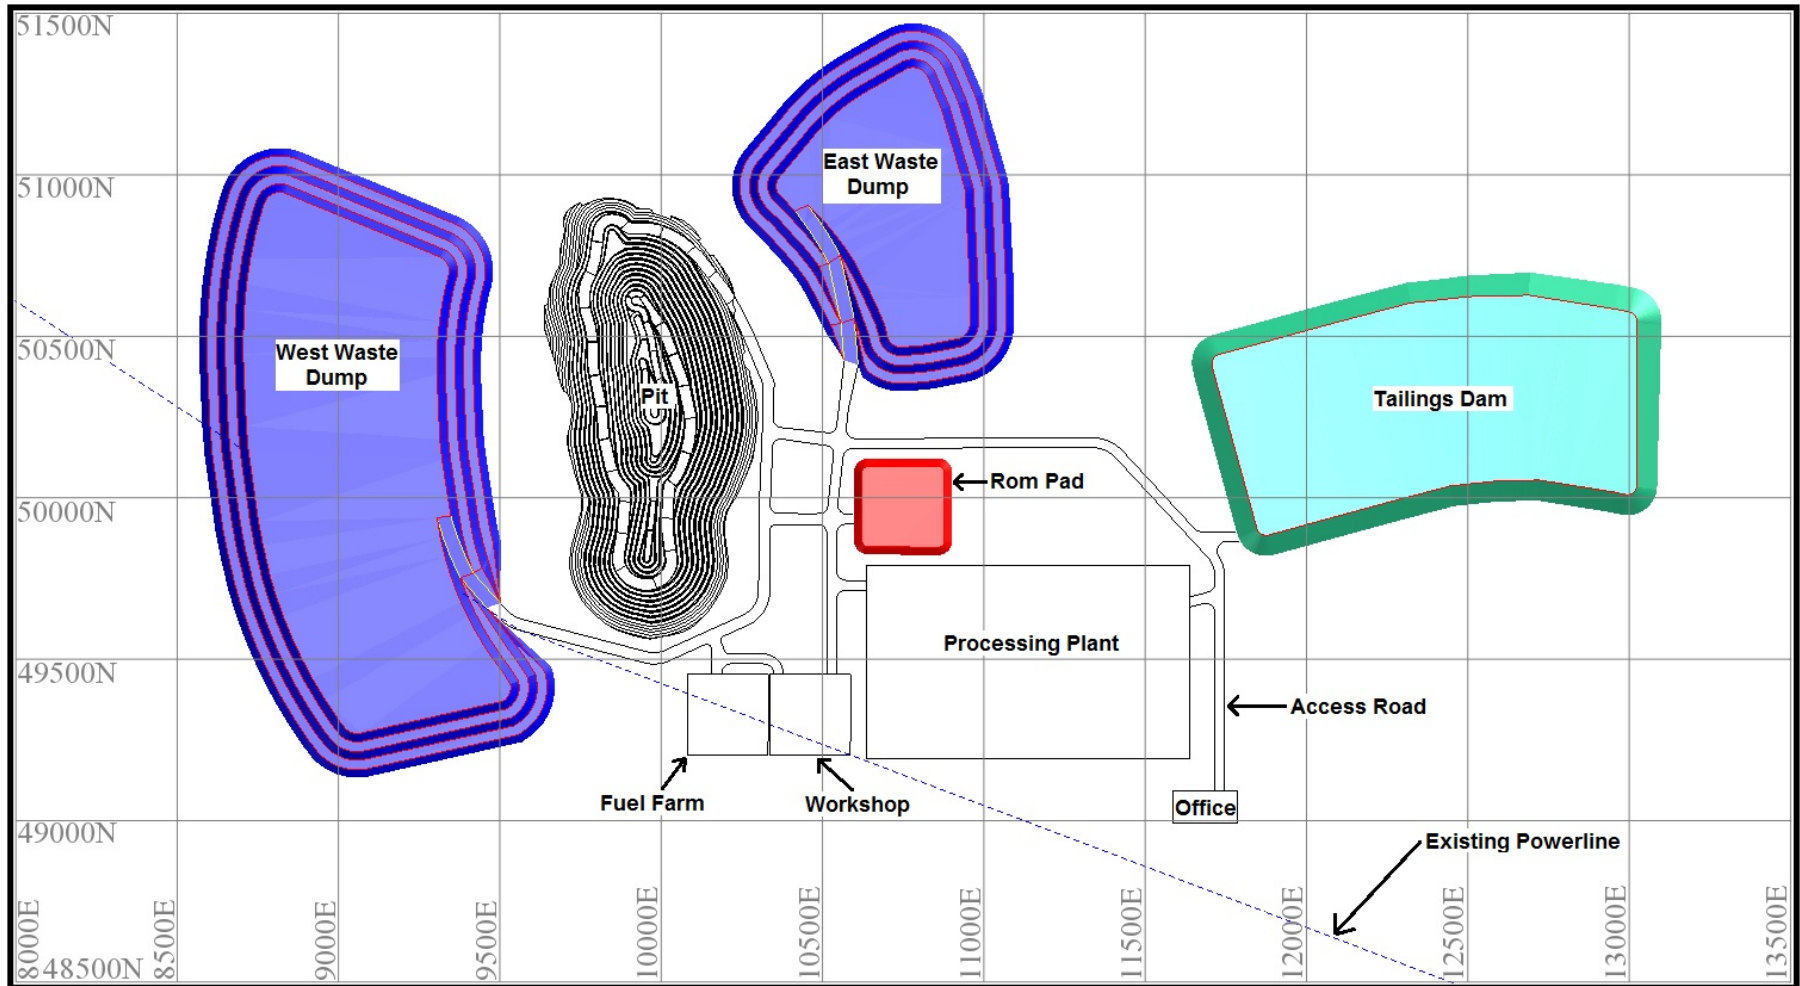 51500N
51000N
East Waste
Dump
50500N
West Waste
Dump
Pit
Tailings Dam
Rom Pad
50000N
Processing Plant
49500N
Access Road
Fuel Farm
Workshop
Office
49000N
Existing Powerline
48500N
8000E
8500E
9000E
9500E
10000E
10500E
11000E
11500E
12000E
12500E
13000E
13500E